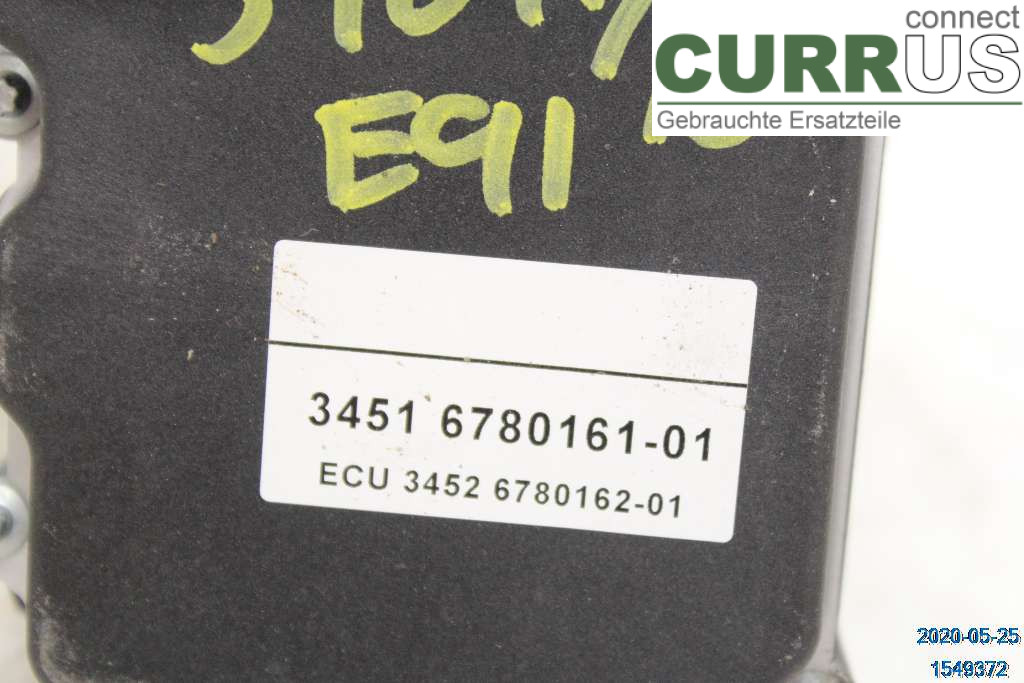 connect
CURRUS
Gebrauchte Ersatzteile
E91
3451 6780161-01
ECU 3452 6780162-01
2020-05-25
1549372